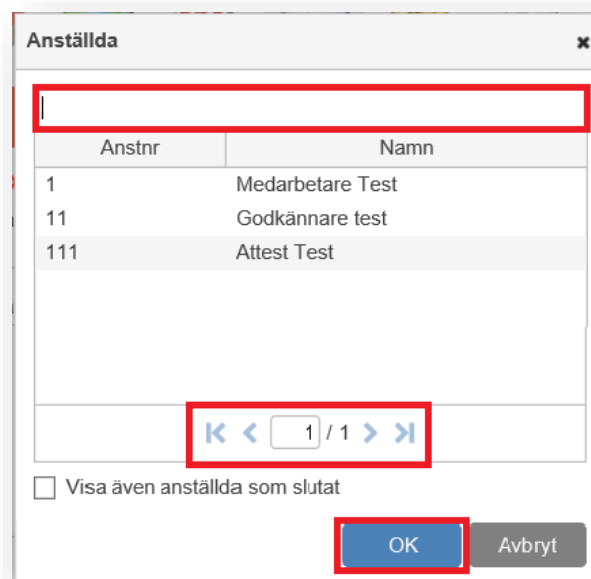 Anställda
Anstnr Namn
1 Medarbetare Test
11 Godkännare test
111 Attest Test
1 / 1
Visa även anställda som slutat
OK Avbryt